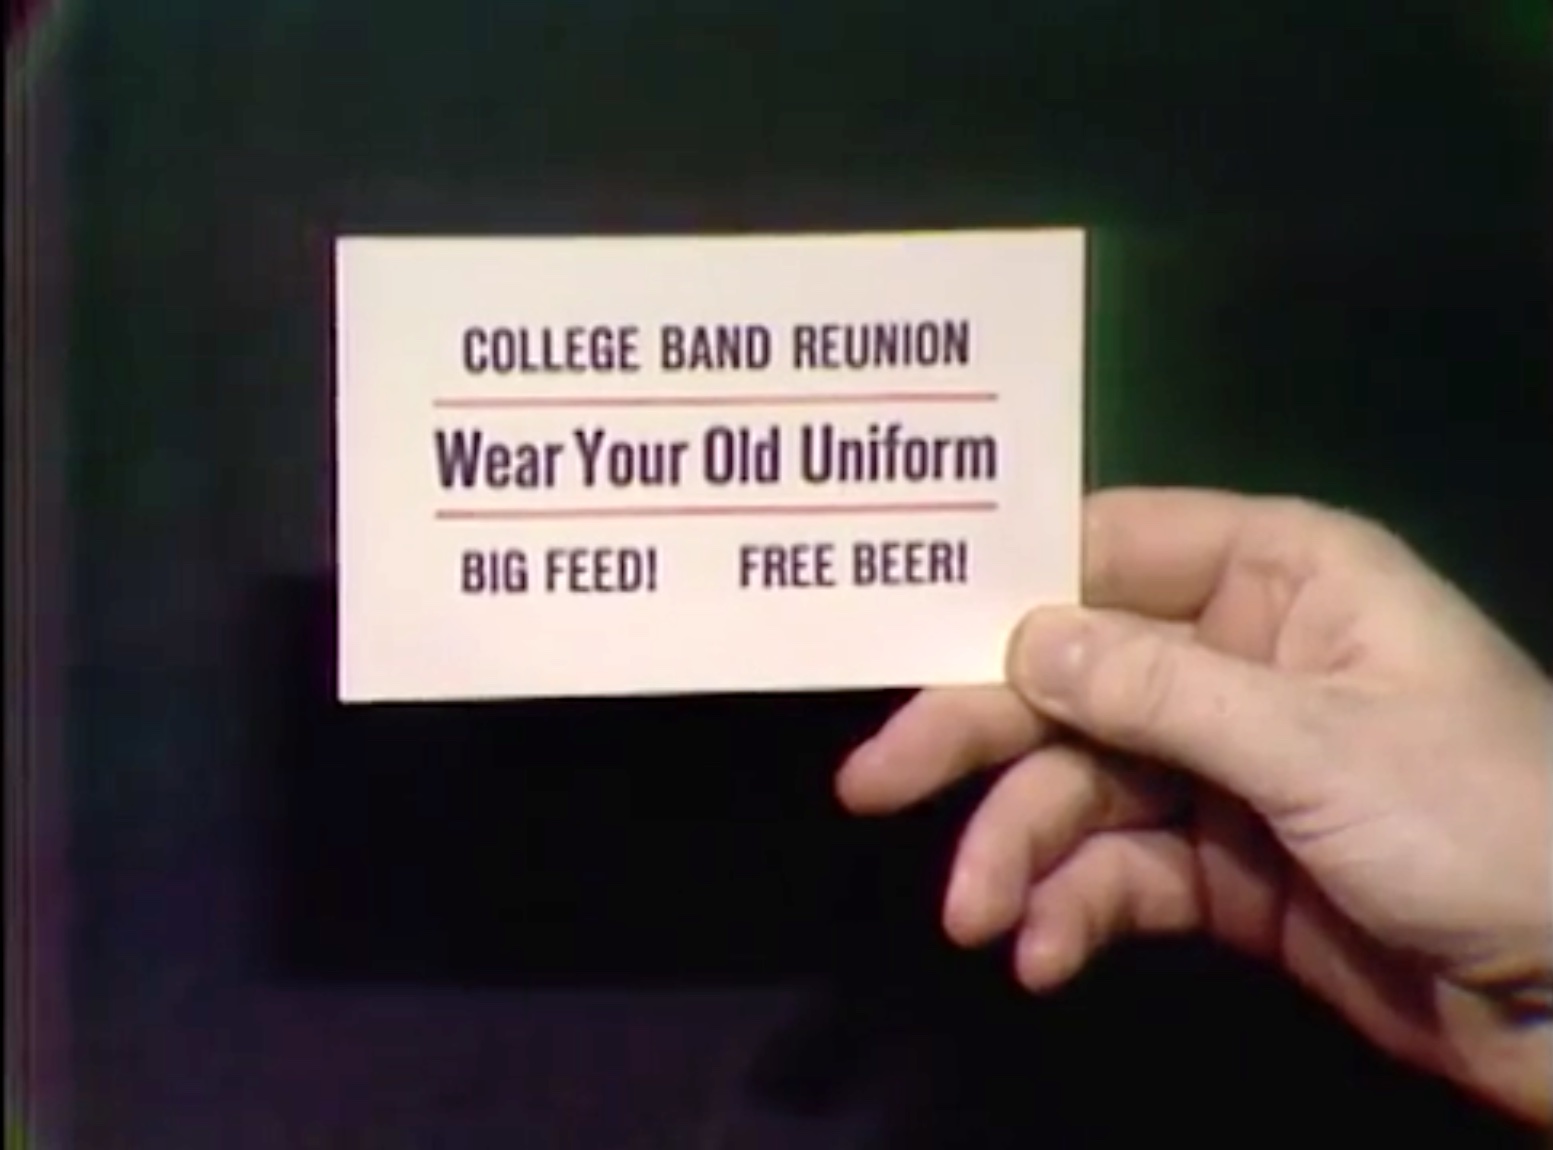 COLLEGE BAND REUNION
Wear Your Old Uniform
BIG FEED! FREE BEER!